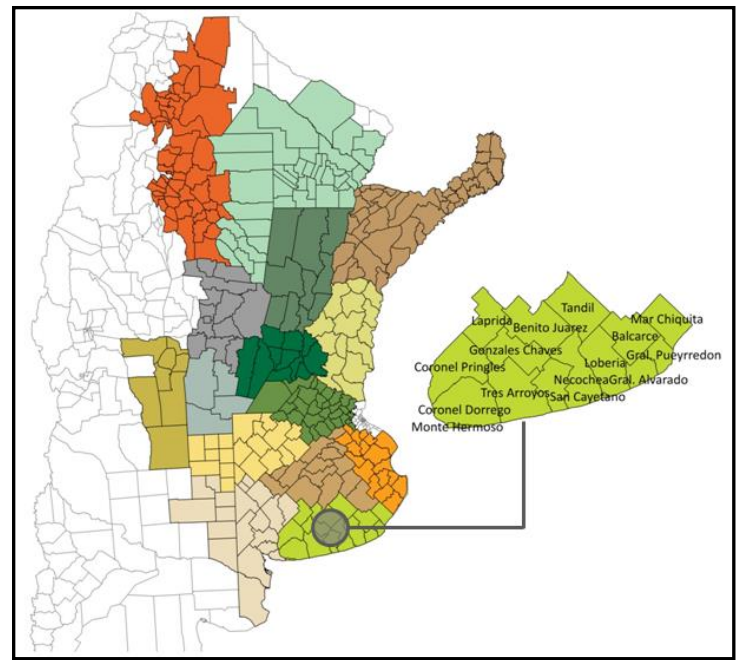 Tandil
Laprida
Mar Chiquita
Benito Juarez
Balcarce
Gonzales Chaves
Gral. Pueyrredon
Loberia
Coronel Pringles
NecocheaGral. Alvarado
Tres Arroyos
San Cayetano
Coronel Dorrego
Monte Hermoso